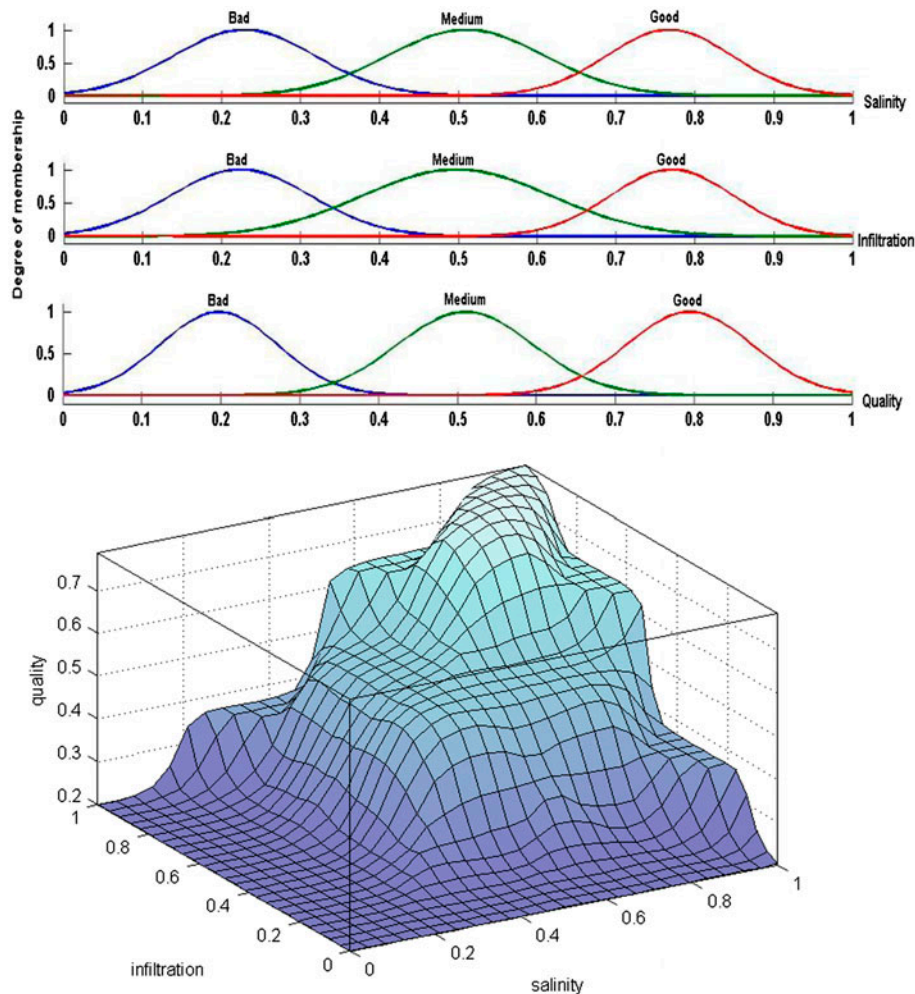 Bad Medium Good
1
0.5
0
0 0.1 0.2 0.3 0.4 0.5 0.6 0.7 0.8 0.9 1 Salinity
Degree of membership
Bad Medium Good
1
0.5
0
0 0.1 0.2 0.3 0.4 0.5 0.6 0.7 0.8 0.9 1 Infiltration
Bad Medium Good
1
0.5
0
0 0.1 0.2 0.3 0.4 0.5 0.6 0.7 0.8 0.9 1 Quality
0.7
0.6
0.5
0.4
0.3
0.2
quality
1
0.8
0.6
0.4
0.2
0
infiltration
0
0.2
0.4
0.6
0.8
1
salinity